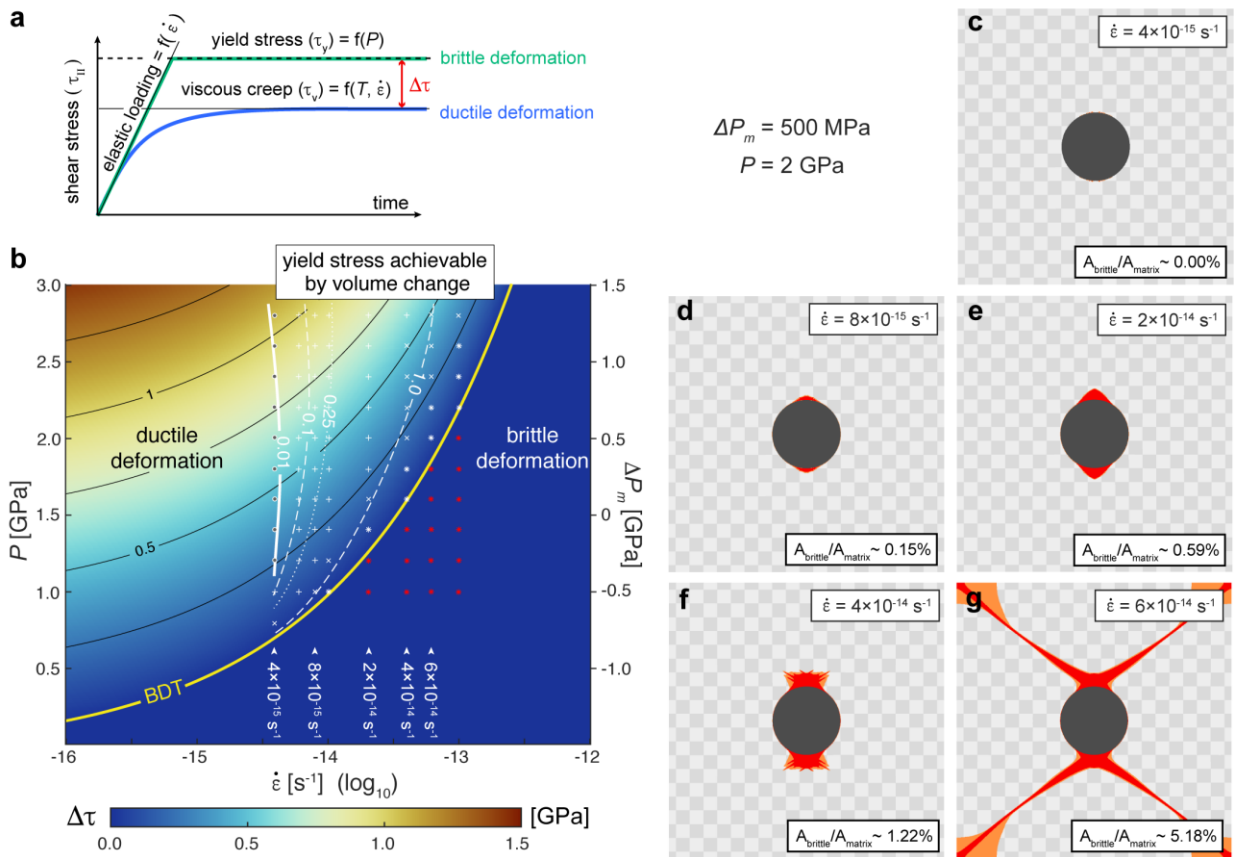 a
shear stress (τII)
elastic loading = f(ε̇)
yield stress (τy) = f(P)
brittle deformation
viscous creep (τv) = f(T, ε̇)
Δτ
ductile deformation
time
ΔPm = 500 MPa
P = 2 GPa
c
ε̇ = 4×10⁻¹⁵ s⁻¹
Abrittle/Amatrix~ 0.00%
b
yield stress achievable
by volume change
P [GPa]
3.0
2.5
2.0
1.5
1.0
0.5
1
0.5
0.01
0.1
0.25
1.0
ductile
deformation
brittle
deformation
BDT
4×10⁻¹⁵ s⁻¹
8×10⁻¹⁵ s⁻¹
2×10⁻¹⁴ s⁻¹
4×10⁻¹⁴ s⁻¹
6×10⁻¹⁴ s⁻¹
1.5
1.0
0.5
0
-0.5
-1.0
ΔPm [GPa]
-16
-15
-14
-13
-12
ε̇ [s⁻¹] (log10)
Δτ
0.0
0.5
1.0
1.5
[GPa]
d
ε̇ = 8×10⁻¹⁵ s⁻¹
Abrittle/Amatrix~ 0.15%
e
ε̇ = 2×10⁻¹⁴ s⁻¹
Abrittle/Amatrix~ 0.59%
f
ε̇ = 4×10⁻¹⁴ s⁻¹
Abrittle/Amatrix~ 1.22%
g
ε̇ = 6×10⁻¹⁴ s⁻¹
Abrittle/Amatrix~ 5.18%